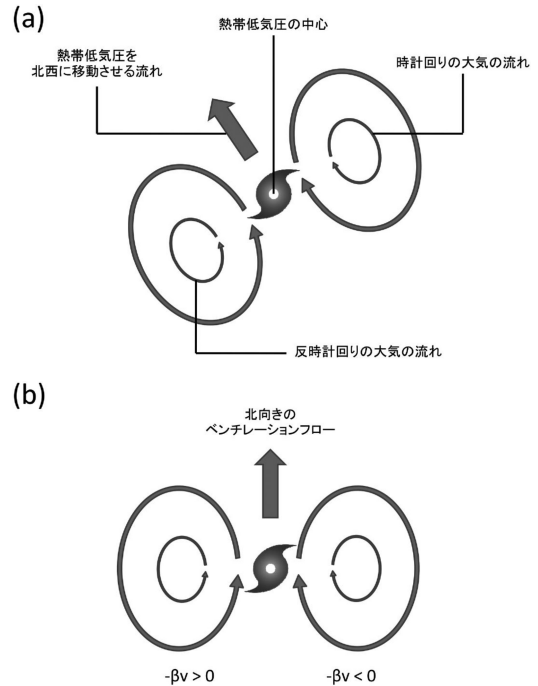 (a)
熱帯低気圧の中心
熱帯低気圧を
北西に移動させる流れ
時計回りの大気の流れ
反時計回りの大気の流れ
(b)
北向きの
ベンチレーションフロー
-βv > 0
-βv < 0